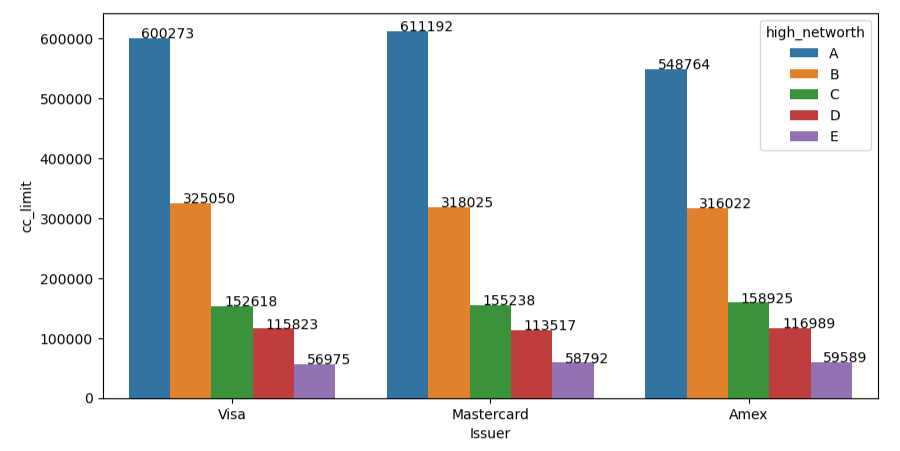 high_networth
A
B
C
D
E
600273
325050
152618
115823
56975
611192
318025
155238
113517
58792
548764
316022
158925
116989
59589
600000
500000
400000
300000
200000
100000
0
cc_limit
Visa
Mastercard
Amex
Issuer